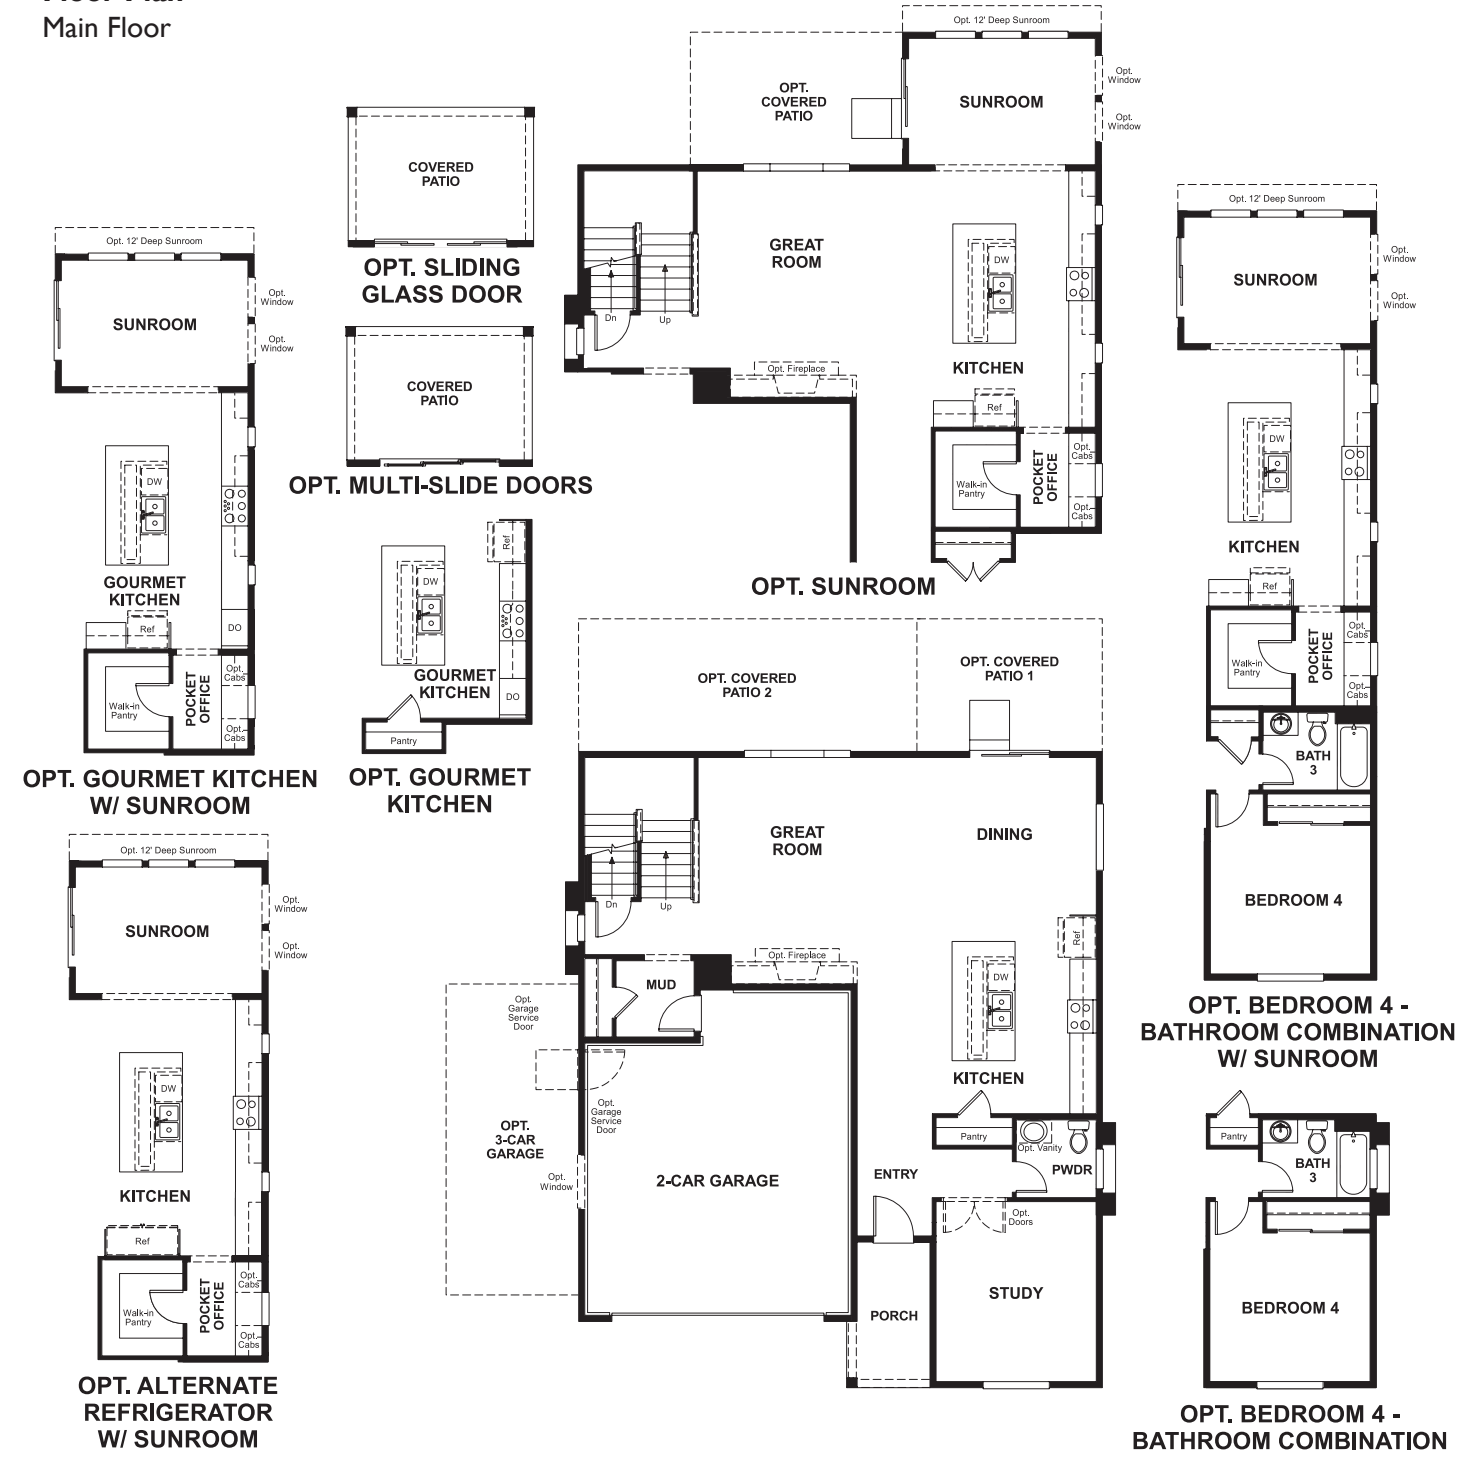 Floor Plan
Main Floor
Opt. 12' Deep Sunroom
SUNROOM
Opt.
Window
Opt.
Window
GOURMET
KITCHEN
DW
Ref
DO
Walk-in
Pantry
POCKET
OFFICE
Opt.
Cabs
Opt.
Cabs
OPT. GOURMET KITCHEN
W/ SUNROOM
COVERED
PATIO
OPT. SLIDING
GLASS DOOR
COVERED
PATIO
OPT. MULTI-SLIDE DOORS
Ref
DW
GOURMET
KITCHEN
DO
Pantry
OPT. GOURMET
KITCHEN
Opt. 12' Deep Sunroom
OPT.
COVERED
PATIO
SUNROOM
Opt.
Window
Opt.
Window
GREAT
ROOM
DW
Dn
Up
Opt. Fireplace
KITCHEN
Ref
Walk-in
Pantry
POCKET
OFFICE
Opt.
Cabs
Opt.
Cabs
OPT. SUNROOM
Opt. 12' Deep Sunroom
SUNROOM
Opt.
Window
Opt.
Window
DW
KITCHEN
Ref
Walk-in
Pantry
POCKET
OFFICE
Opt.
Cabs
Opt.
Cabs
BATH
3
BEDROOM 4
OPT. BEDROOM 4 -
BATHROOM COMBINATION
W/ SUNROOM
Opt. 12' Deep Sunroom
SUNROOM
Opt.
Window
Opt.
Window
DW
KITCHEN
Ref
Walk-in
Pantry
POCKET
OFFICE
Opt.
Cabs
Opt.
Cabs
OPT. ALTERNATE
REFRIGERATOR
W/ SUNROOM
OPT. COVERED
PATIO 2
OPT. COVERED
PATIO 1
GREAT
ROOM
DINING
Dn
Up
Opt. Fireplace
Ref
DW
MUD
Opt.
Garage
Service
Door
Opt.
Garage
Service
Door
KITCHEN
OPT.
3-CAR
GARAGE
Opt.
Window
2-CAR GARAGE
Pantry
Opt. Vanity
PWDR
ENTRY
Opt.
Doors
STUDY
PORCH
Pantry
BATH
3
BEDROOM 4
OPT. BEDROOM 4 -
BATHROOM COMBINATION